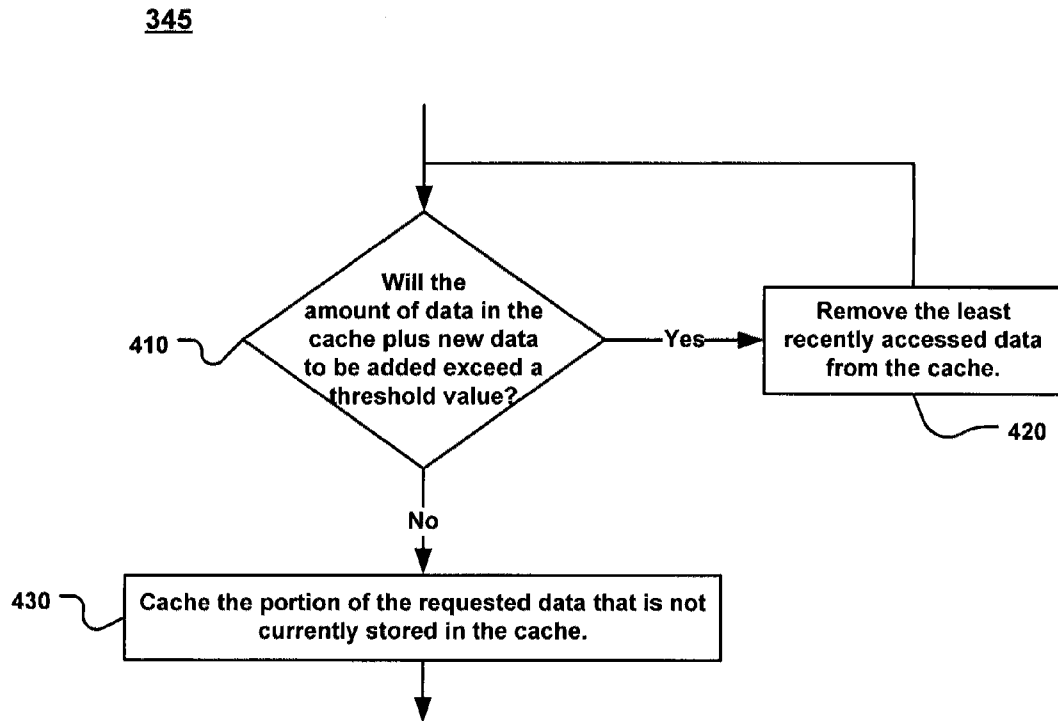 345
Will the
amount of data in the
cache plus new data
to be added exceed a
threshold value?
410
Yes
Remove the least
recently accessed data
from the cache.
420
No
430
Cache the portion of the requested data that is not
currently stored in the cache.